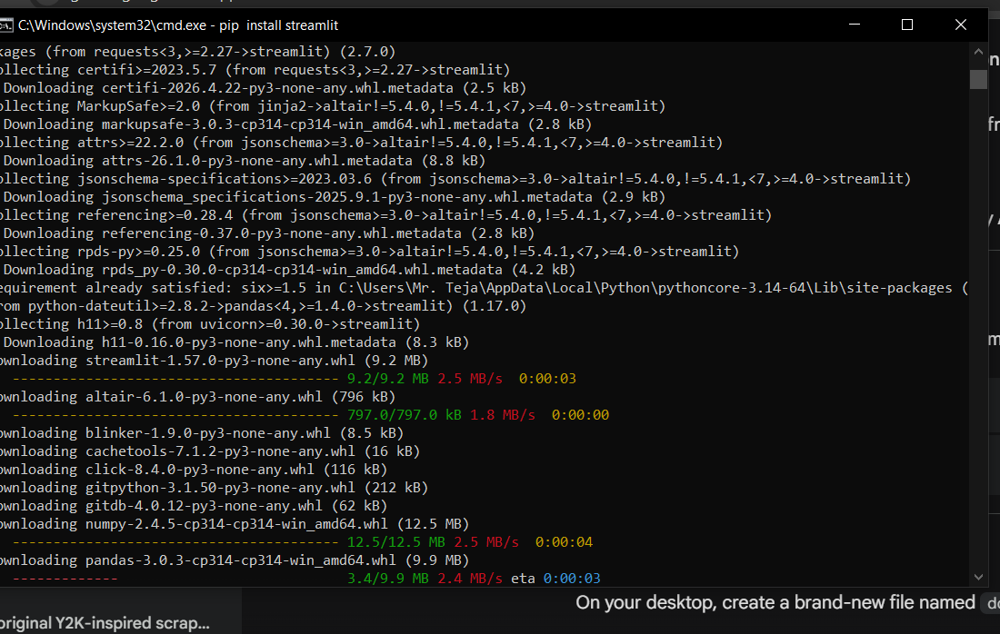 C:\Windows\system32\cmd.exe - pip  install streamlit
kages (from requests<3,>=2.27->streamlit) (2.7.0)
ollecting certifi>=2023.5.7 (from requests<3,>=2.27->streamlit)
Downloading certifi-2026.4.22-py3-none-any.whl.metadata (2.5 kB)
ollecting MarkupSafe>=2.0 (from jinja2->altair!=5.4.0,!=5.4.1,<7,>=4.0->streamlit)
Downloading markupsafe-3.0.3-cp314-cp314-win_amd64.whl.metadata (2.8 kB)
ollecting attrs>=22.2.0 (from jsonschema>=3.0->altair!=5.4.0,!=5.4.1,<7,>=4.0->streamlit)
Downloading attrs-26.1.0-py3-none-any.whl.metadata (8.8 kB)
ollecting jsonschema-specifications>=2023.03.6 (from jsonschema>=3.0->altair!=5.4.0,!=5.4.1,<7,>=4.0->streamlit)
Downloading jsonschema_specifications-2025.9.1-py3-none-any.whl.metadata (2.9 kB)
ollecting referencing>=0.28.4 (from jsonschema>=3.0->altair!=5.4.0,!=5.4.1,<7,>=4.0->streamlit)
Downloading referencing-0.37.0-py3-none-any.whl.metadata (2.8 kB)
ollecting rpds-py>=0.25.0 (from jsonschema>=3.0->altair!=5.4.0,!=5.4.1,<7,>=4.0->streamlit)
Downloading rpds_py-0.30.0-cp314-cp314-win_amd64.whl.metadata (4.2 kB)
equirement already satisfied: six>=1.5 in C:\Users\Mr. Teja\AppData\Local\Python\pythoncore-3.14-64\Lib\site-packages (
rom python-dateutil>=2.8.2->pandas<4,>=1.4.0->streamlit) (1.17.0)
ollecting h11>=0.8 (from uvicorn>=0.30.0->streamlit)
Downloading h11-0.16.0-py3-none-any.whl.metadata (8.3 kB)
ownloading streamlit-1.57.0-py3-none-any.whl (9.2 MB)
---------------------------------------- 9.2/9.2 MB 2.5 MB/s  0:00:03
ownloading altair-6.1.0-py3-none-any.whl (796 kB)
---------------------------------------- 797.0/797.0 kB 1.8 MB/s  0:00:00
ownloading blinker-1.9.0-py3-none-any.whl (8.5 kB)
ownloading cachetools-7.1.2-py3-none-any.whl (16 kB)
ownloading click-8.4.0-py3-none-any.whl (116 kB)
ownloading gitpython-3.1.50-py3-none-any.whl (212 kB)
ownloading gitdb-4.0.12-py3-none-any.whl (62 kB)
ownloading numpy-2.4.5-cp314-cp314-win_amd64.whl (12.5 MB)
---------------------------------------- 12.5/12.5 MB 2.5 MB/s  0:00:04
ownloading pandas-3.0.3-cp314-cp314-win_amd64.whl (9.9 MB)
------------- 3.4/9.9 MB 2.4 MB/s eta 0:00:03
On your desktop, create a brand-new file named do
original Y2K-inspired scrap...